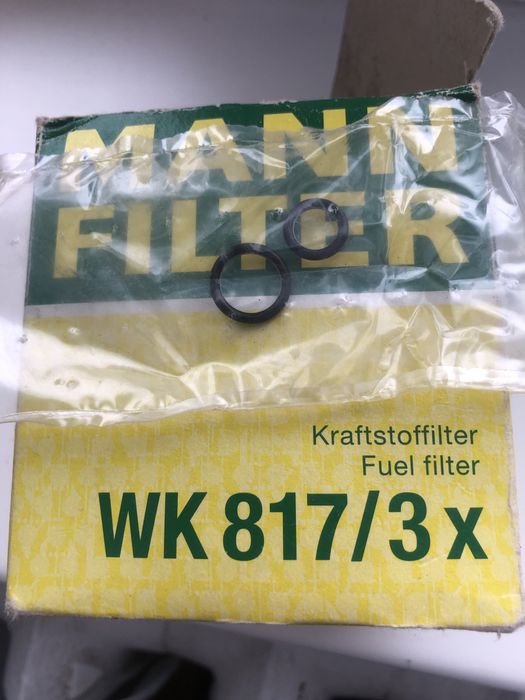 MANN
FILTER
Kraftstoffilter
Fuel filter
WK 817/3 x